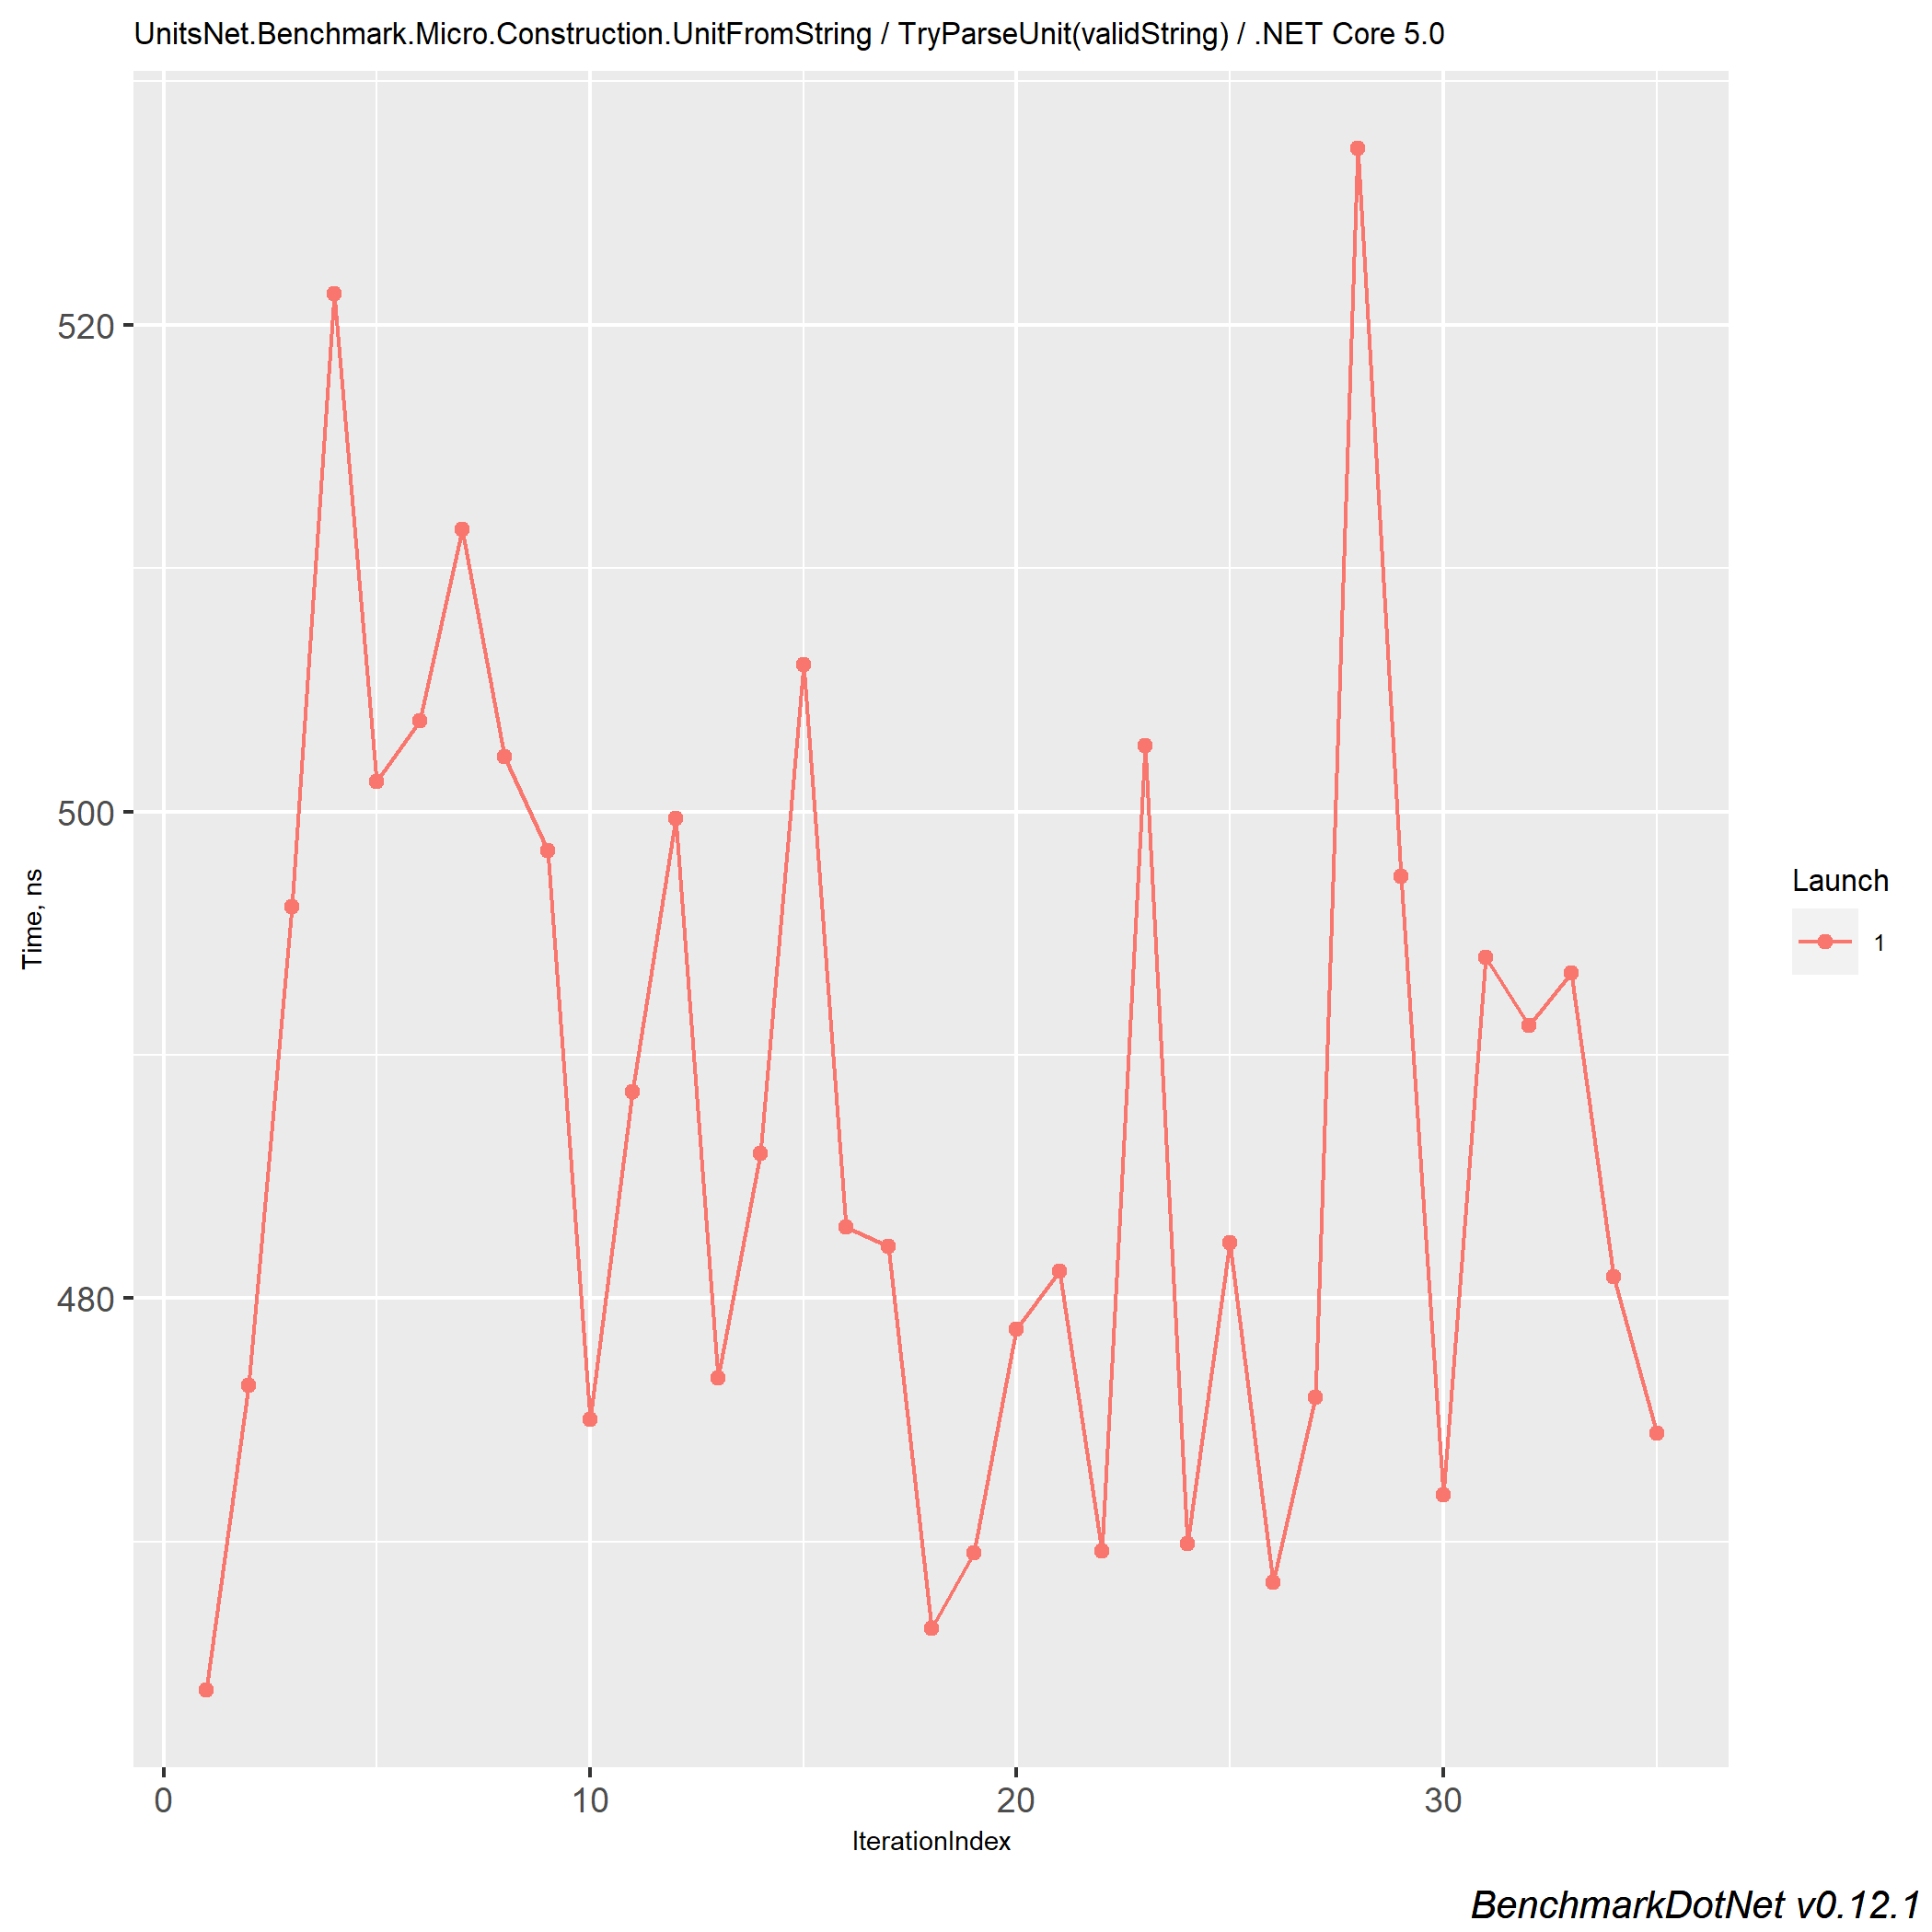 UnitsNet.Benchmark.Micro.Construction.UnitFromString / TryParseUnit(validString) / .NET Core 5.0
520
500
480
Time, ns
0 10 20 30
IterationIndex
Launch
1
BenchmarkDotNet v0.12.1